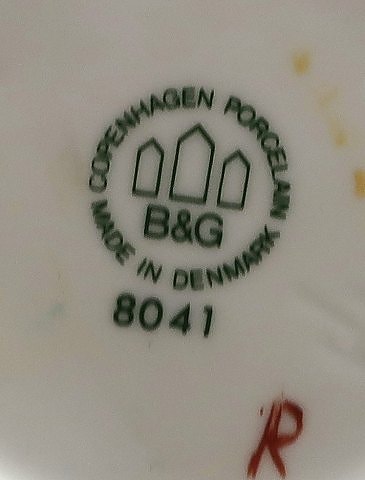 COPENHAGEN PORCELAIN
MADE IN DENMARK
B&G
8041
R